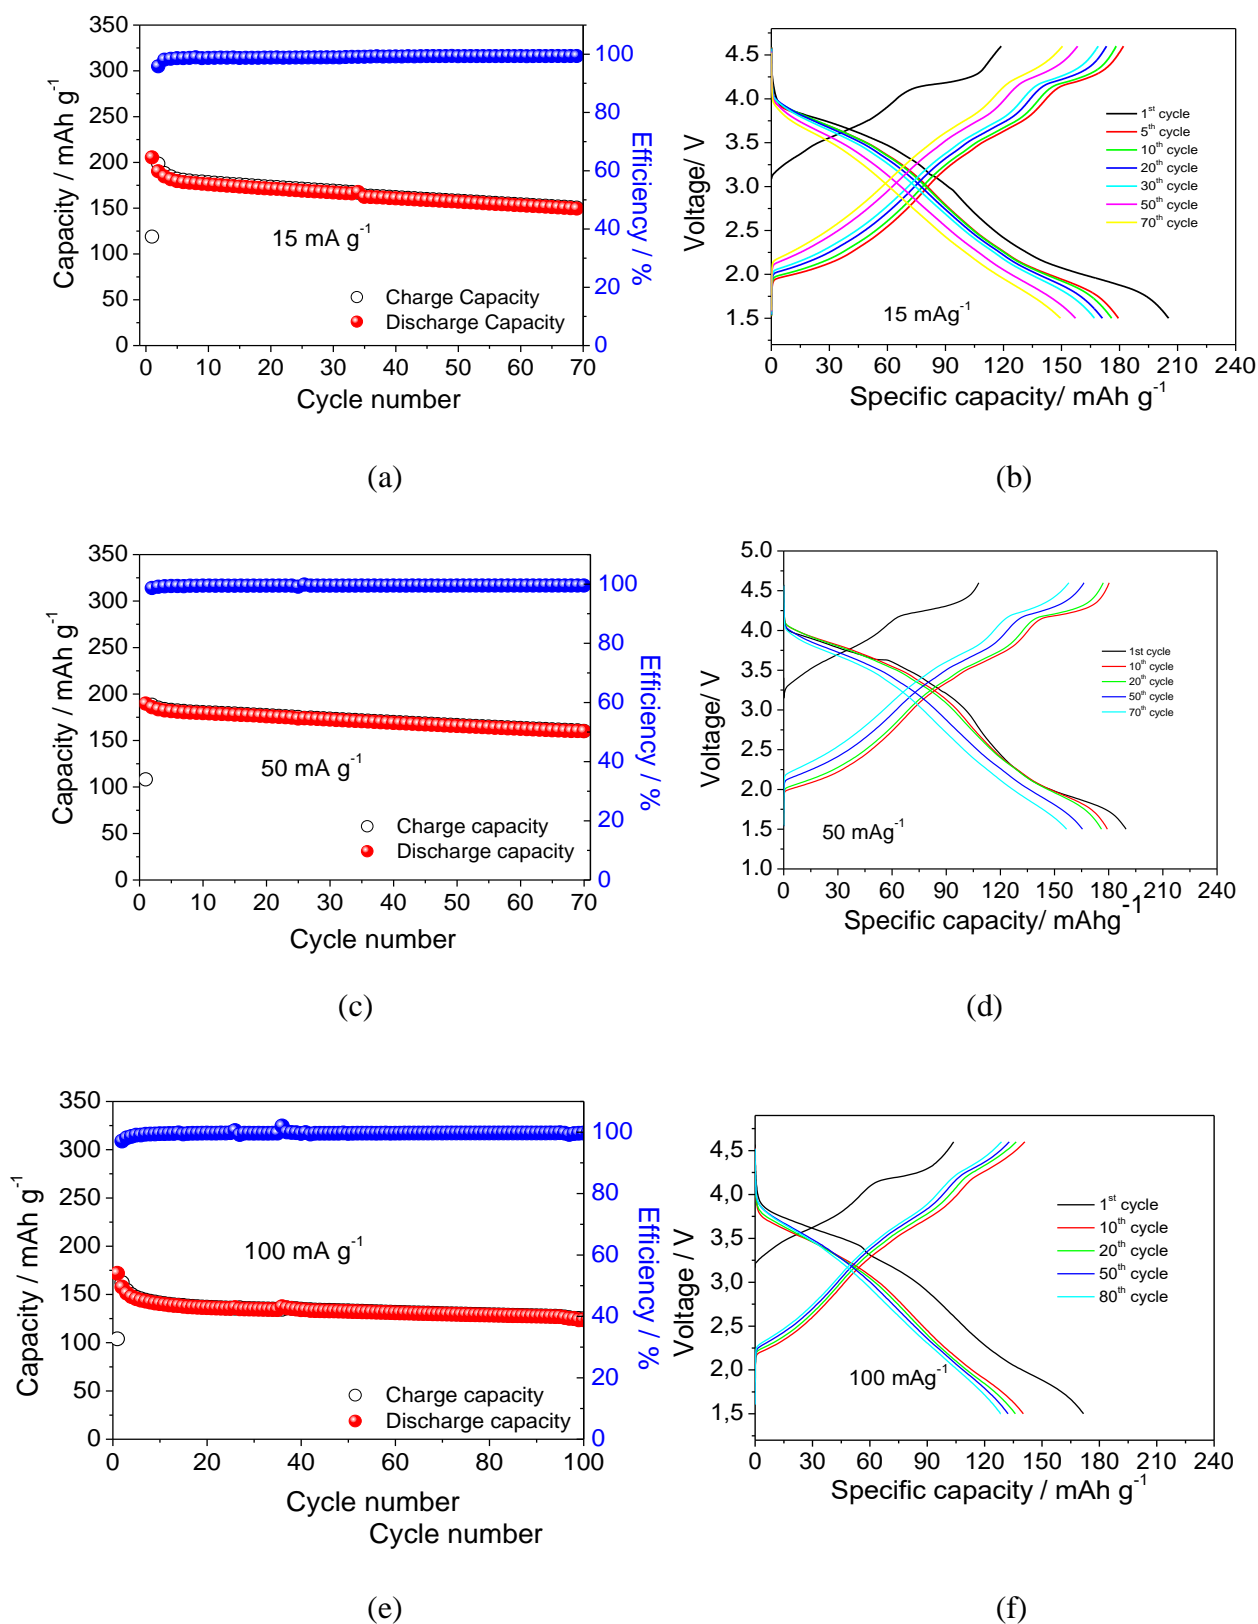 350
300
250
200
150
100
50
0
Capacity / mAh g-1
100
80
60
40
20
0
Efficiency / %
15 mA g-1
Charge Capacity
Discharge Capacity
0 10 20 30 40 50 60 70
Cycle number
(a)
4.5
4.0
3.5
3.0
2.5
2.0
1.5
Voltage/ V
1st cycle
5th cycle
10th cycle
20th cycle
30th cycle
50th cycle
70th cycle
15 mAg-1
0 30 60 90 120 150 180 210 240
Specific capacity/ mAh g-1
(b)
350
300
250
200
150
100
50
0
Capacity / mAh g-1
100
80
60
40
20
0
Efficiency / %
50 mA g-1
Charge capacity
Discharge capacity
0 10 20 30 40 50 60 70
Cycle number
(c)
5.0
4.5
4.0
3.5
3.0
2.5
2.0
1.5
1.0
Voltage/ V
1st cycle
10th cycle
20th cycle
50th cycle
70th cycle
50 mAg-1
0 30 60 90 120 150 180 210 240
Specific capacity/ mAhg-1
(d)
350
300
250
200
150
100
50
0
Capacity / mAh g-1
100
80
60
40
20
0
Efficiency / %
100 mA g-1
Charge capacity
Discharge capacity
0 20 40 60 80 100
Cycle number
Cycle number
(e)
4,5
4,0
3,5
3,0
2,5
2,0
1,5
Voltage / V
1st cycle
10th cycle
20th cycle
50th cycle
80th cycle
100 mAg-1
0 30 60 90 120 150 180 210 240
Specific capacity / mAh g-1
(f)